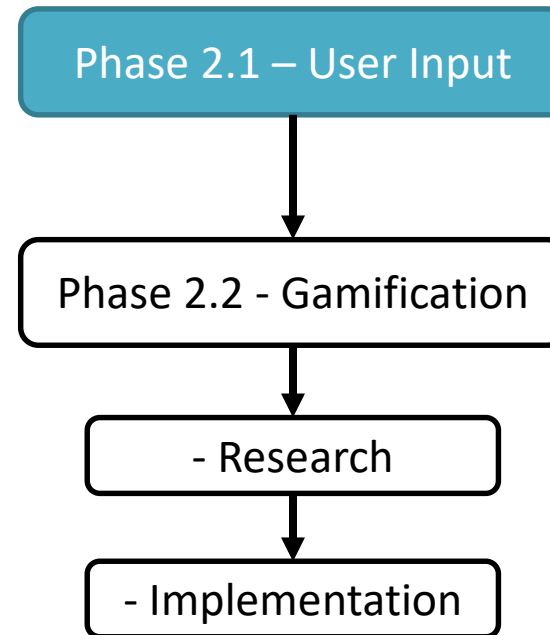 Phase 2.1 – User Input
Phase 2.2 - Gamification
- Research
- Implementation